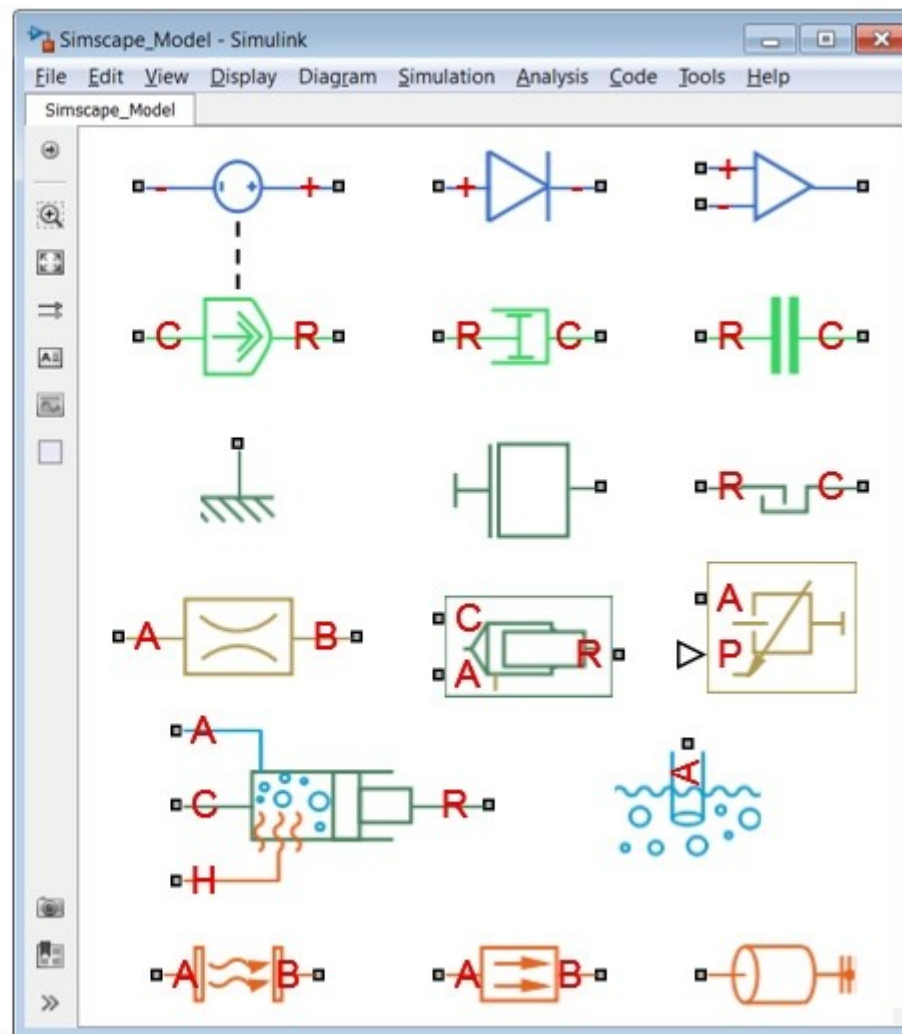 Simscape_Model - Simulink
File Edit View Display Diagram Simulation Analysis Code Tools Help
Simscape_Model
- + + - + -
C R R C R C
R C
A B C A R A P
A
C R A
H
A B A B